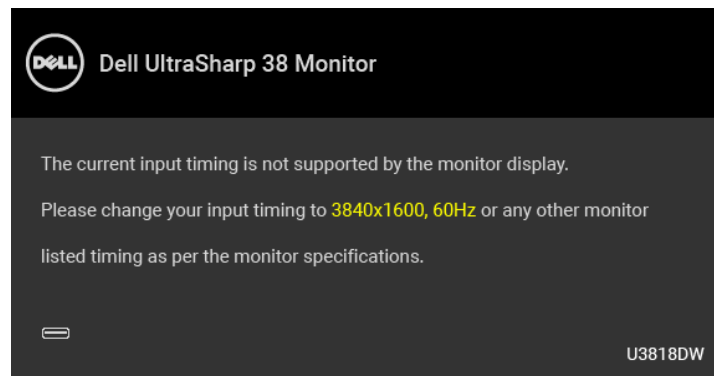 DELL
Dell UltraSharp 38 Monitor
The current input timing is not supported by the monitor display.
Please change your input timing to 3840x1600, 60Hz or any other monitor
listed timing as per the monitor specifications.
U3818DW